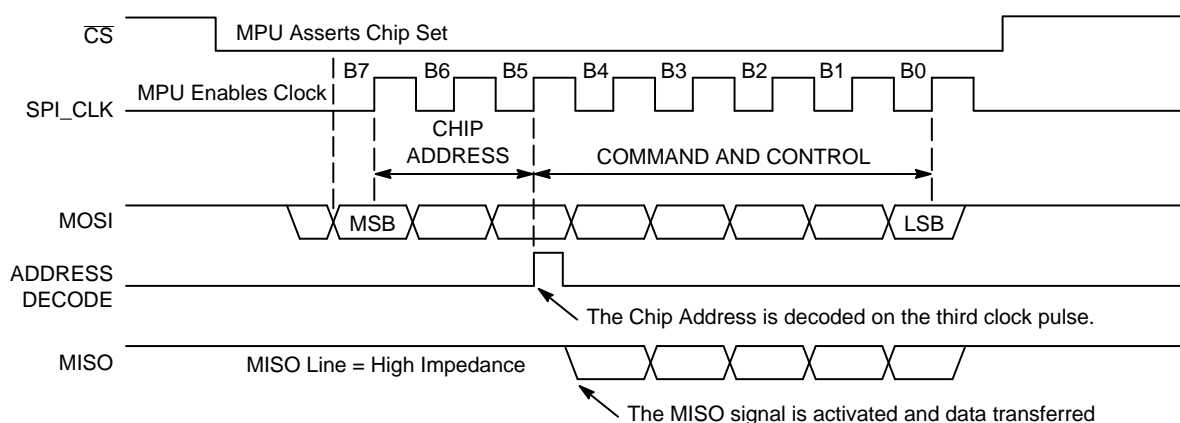 CS
MPU Asserts Chip Set
B7 B6 B5 B4 B3 B2 B1 B0
MPU Enables Clock
SPI_CLK
CHIP
ADDRESS
COMMAND AND CONTROL
MOSI
MSB
LSB
ADDRESS
DECODE
The Chip Address is decoded on the third clock pulse.
MISO
MISO Line = High Impedance
The MISO signal is activated and data transferred